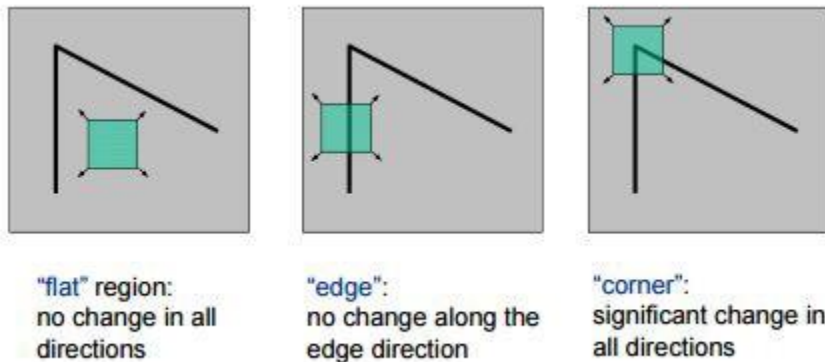 “flat” region:
no change in all
directions
“edge”:
no change along the
edge direction
“corner”:
significant change in
all directions